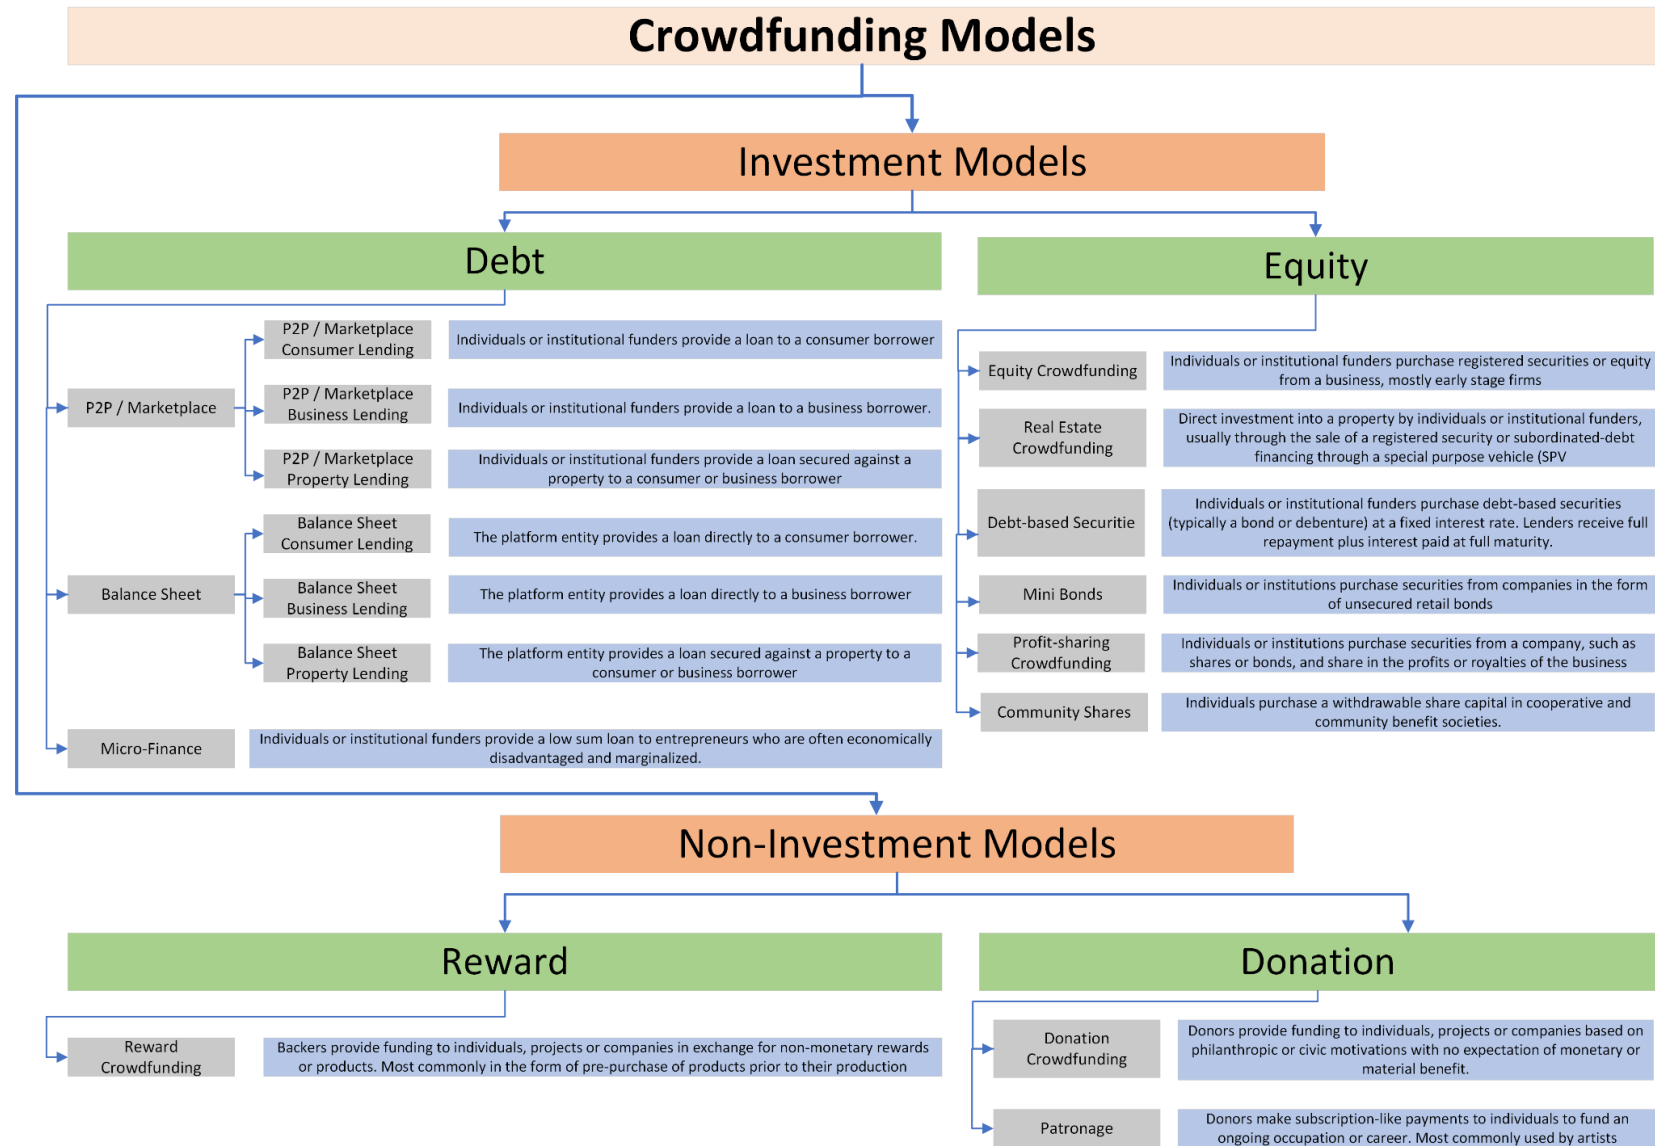 Crowdfunding Models
Investment Models
Debt
P2P / Marketplace
P2P / Marketplace
Consumer Lending
Individuals or institutional funders provide a loan to a consumer borrower
P2P / Marketplace
Business Lending
Individuals or institutional funders provide a loan to a business borrower.
P2P / Marketplace
Property Lending
Individuals or institutional funders provide a loan secured against a
property to a consumer or business borrower
Balance Sheet
Balance Sheet
Consumer Lending
The platform entity provides a loan directly to a consumer borrower.
Balance Sheet
Business Lending
The platform entity provides a loan directly to a business borrower
Balance Sheet
Property Lending
The platform entity provides a loan secured against a property to a
consumer or business borrower
Micro-Finance
Individuals or institutional funders provide a low sum loan to entrepreneurs who are often economically
disadvantaged and marginalized.
Equity
Equity Crowdfunding
Individuals or institutional funders purchase registered securities or equity
from a business, mostly early stage firms
Real Estate
Crowdfunding
Direct investment into a property by individuals or institutional funders,
usually through the sale of a registered security or subordinated-debt
financing through a special purpose vehicle (SPV
Debt-based Securitie
Individuals or institutional funders purchase debt-based securities
(typically a bond or debenture) at a fixed interest rate. Lenders receive full
repayment plus interest paid at full maturity.
Mini Bonds
Individuals or institutions purchase securities from companies in the form
of unsecured retail bonds
Profit-sharing
Crowdfunding
Individuals or institutions purchase securities from a company, such as
shares or bonds, and share in the profits or royalties of the business
Community Shares
Individuals purchase a withdrawable share capital in cooperative and
community benefit societies.
Non-Investment Models
Reward
Reward
Crowdfunding
Backers provide funding to individuals, projects or companies in exchange for non-monetary rewards
or products. Most commonly in the form of pre-purchase of products prior to their production
Donation
Donation
Crowdfunding
Donors provide funding to individuals, projects or companies based on
philanthropic or civic motivations with no expectation of monetary or
material benefit.
Patronage
Donors make subscription-like payments to individuals to fund an
ongoing occupation or career. Most commonly used by artists